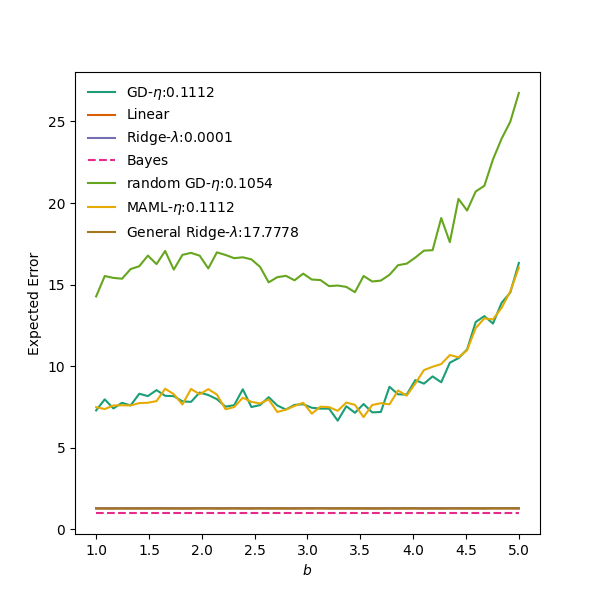 GD-η:0.1112
Linear
Ridge-λ:0.0001
Bayes
random GD-η:0.1054
MAML-η:0.1112
General Ridge-λ:17.7778
Expected Error
25
20
15
10
5
0
1.0 1.5 2.0 2.5 3.0 3.5 4.0 4.5 5.0
b